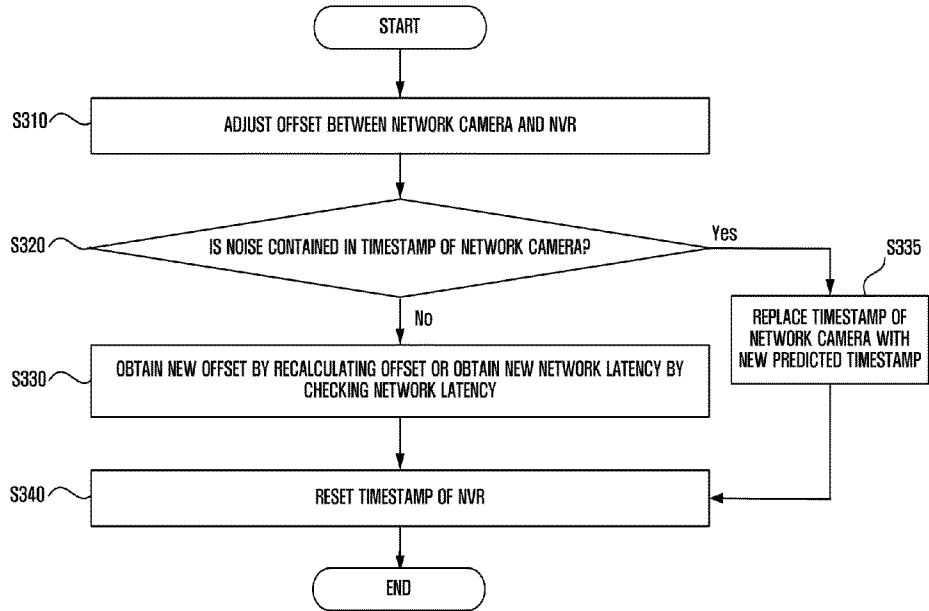 START
S310
ADJUST OFFSET BETWEEN NETWORK CAMERA AND NVR
S320
IS NOISE CONTAINED IN TIMESTAMP OF NETWORK CAMERA?
Yes
S335
REPLACE TIMESTAMP OF
NETWORK CAMERA WITH
NEW PREDICTED TIMESTAMP
No
S330
OBTAIN NEW OFFSET BY RECALCULATING OFFSET OR OBTAIN NEW NETWORK LATENCY BY
CHECKING NETWORK LATENCY
S340
RESET TIMESTAMP OF NVR
END